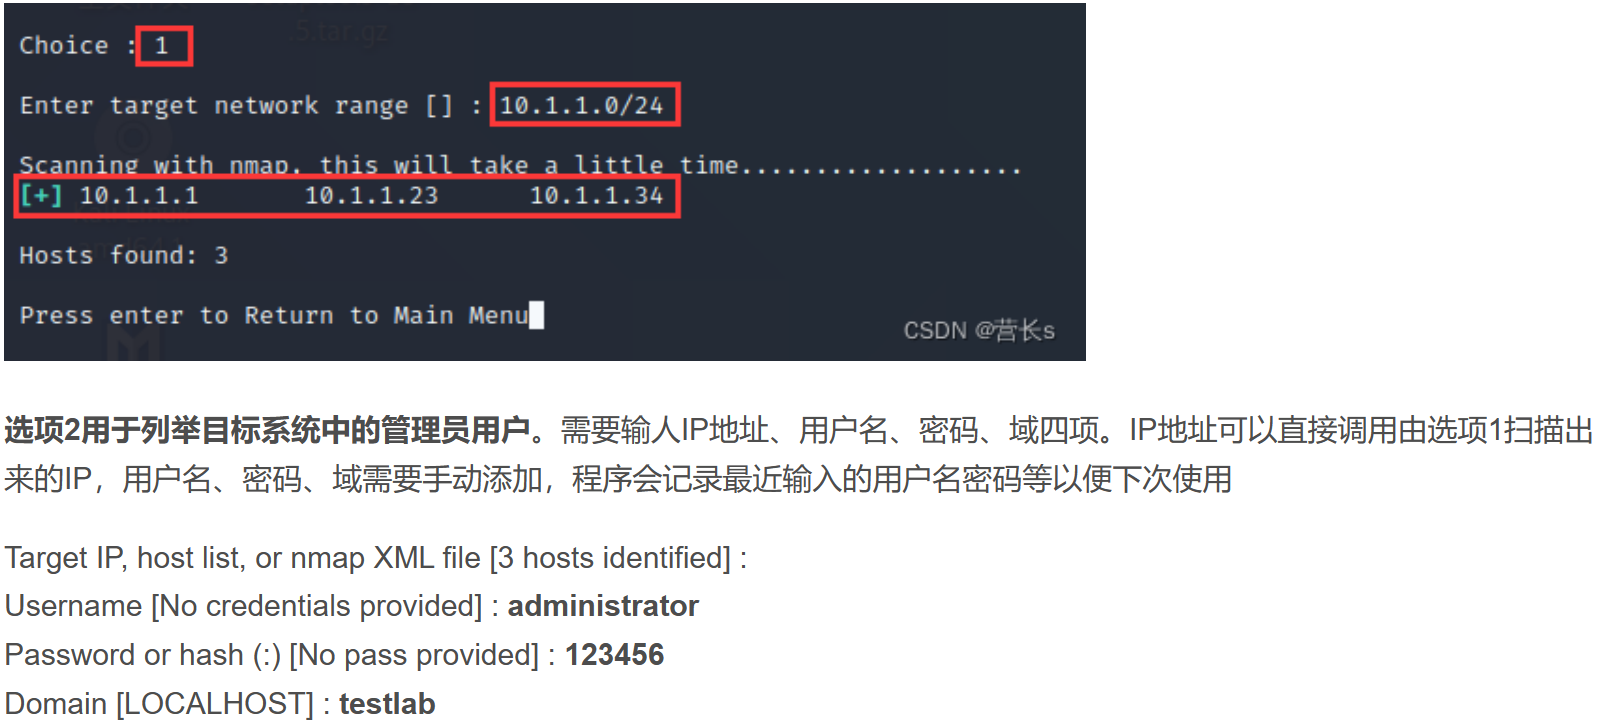 .5.tar.gz
Choice : 1
Enter target network range [] : 10.1.1.0/24
Scanning with nmap, this will take a little time...................
[+] 10.1.1.1 10.1.1.23 10.1.1.34
Hosts found: 3
Press enter to Return to Main Menu
CSDN @营长s
选项2用于列举目标系统中的管理员用户。需要输人IP地址、用户名、密码、域四项。IP地址可以直接调用由选项1扫描出
来的IP，用户名、密码、域需要手动添加，程序会记录最近输入的用户名密码等以便下次使用
Target IP, host list, or nmap XML file [3 hosts identified] :
Username [No credentials provided] : administrator
Password or hash (:) [No pass provided] : 123456
Domain [LOCALHOST] : testlab